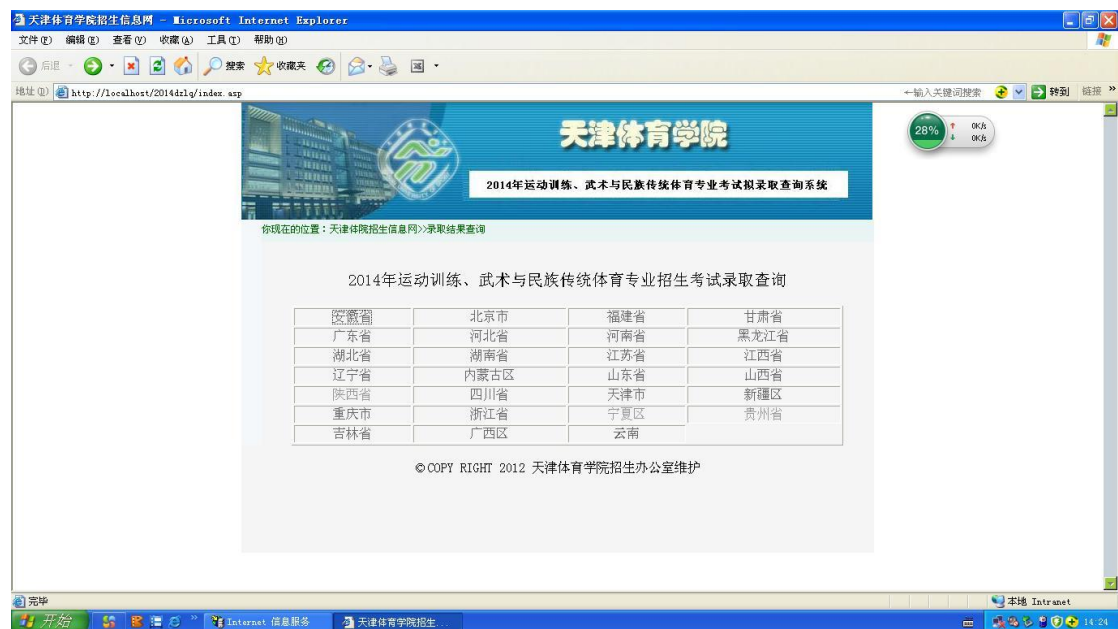 天津体育学院招生信息网 - Microsoft Internet Explorer
文件(F) 编辑(E) 查看(V) 收藏(A) 工具(T) 帮助(H)
后退 搜索 收藏夹
地址(D) http://localhost/2014dzlq/index.asp ←输入关键词搜索 转到 链接 »
天津体育学院
28% ↑ 0K/s
↓ 0K/s
2014年运动训练、武术与民族传统体育专业考试拟录取查询系统
你现在的位置：天津体院招生信息网>>录取结果查询
2014年运动训练、武术与民族传统体育专业招生考试录取查询
安徽省 北京市 福建省 甘肃省
广东省 河北省 河南省 黑龙江省
湖北省 湖南省 江苏省 江西省
辽宁省 内蒙古区 山东省 山西省
陕西省 四川省 天津市 新疆区
重庆市 浙江省 宁夏区 贵州省
吉林省 广西区 云南
©COPY RIGHT 2012 天津体育学院招生办公室维护
完毕 本地 Intranet
开始 » Internet 信息服务 天津体育学院招生... 14:24